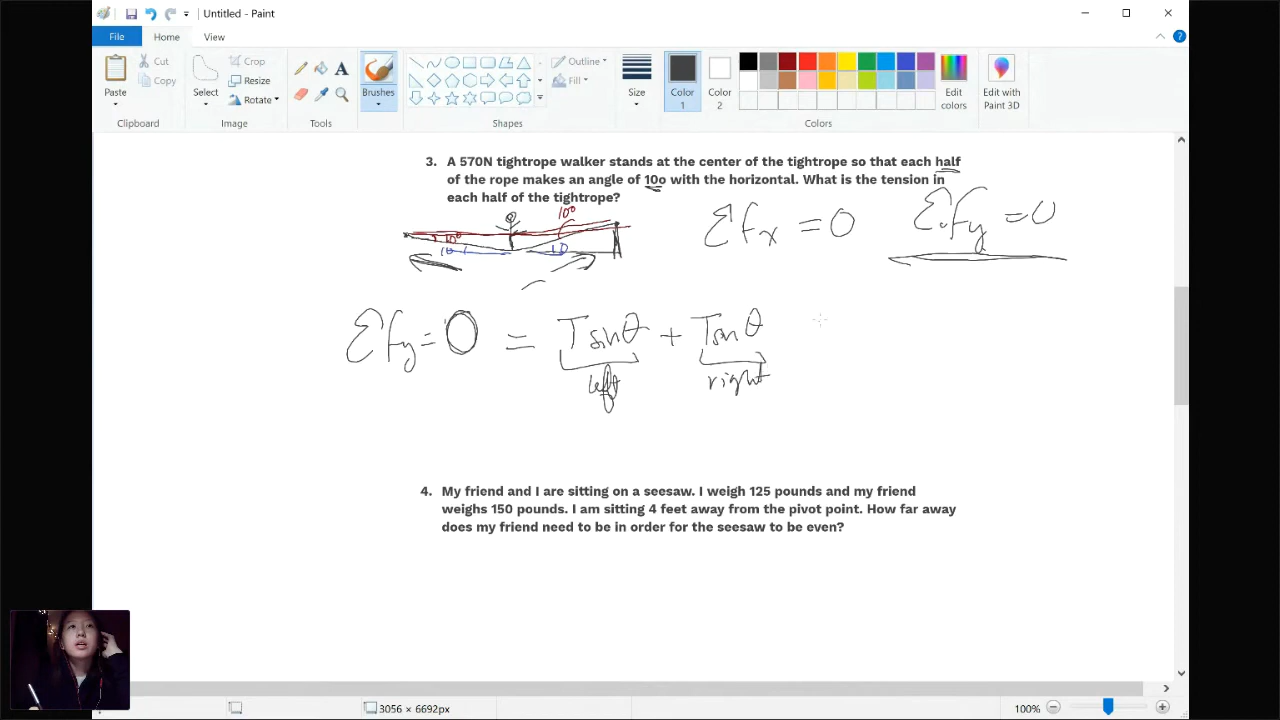 Untitled - Paint
File Home View
Paste
Cut
Copy
Clipboard
Select
Crop
Resize
Rotate
Image
Tools
Brushes
Outline
Fill
Shapes
Size
Color 1
Color 2
Edit colors
Edit with Paint 3D
Colors
3. A 570N tightrope walker stands at the center of the tightrope so that each half
of the rope makes an angle of 10o with the horizontal. What is the tension in
each half of the tightrope?
10°
10°
10
10
Σfx = 0 Σfy = 0
Σfy = 0 = Tsinθ + Tsinθ
left right
4. My friend and I are sitting on a seesaw. I weigh 125 pounds and my friend
weighs 150 pounds. I am sitting 4 feet away from the pivot point. How far away
does my friend need to be in order for the seesaw to be even?
3056 × 6692px
100%